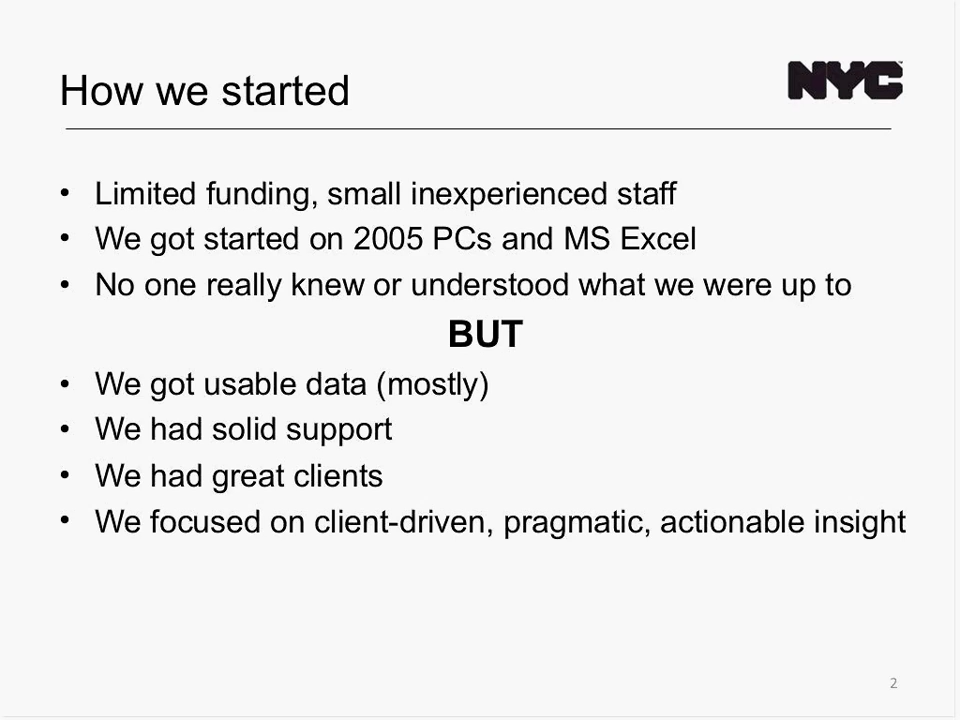 How we started
NYC
• Limited funding, small inexperienced staff
• We got started on 2005 PCs and MS Excel
• No one really knew or understood what we were up to
BUT
• We got usable data (mostly)
• We had solid support
• We had great clients
• We focused on client-driven, pragmatic, actionable insight
2